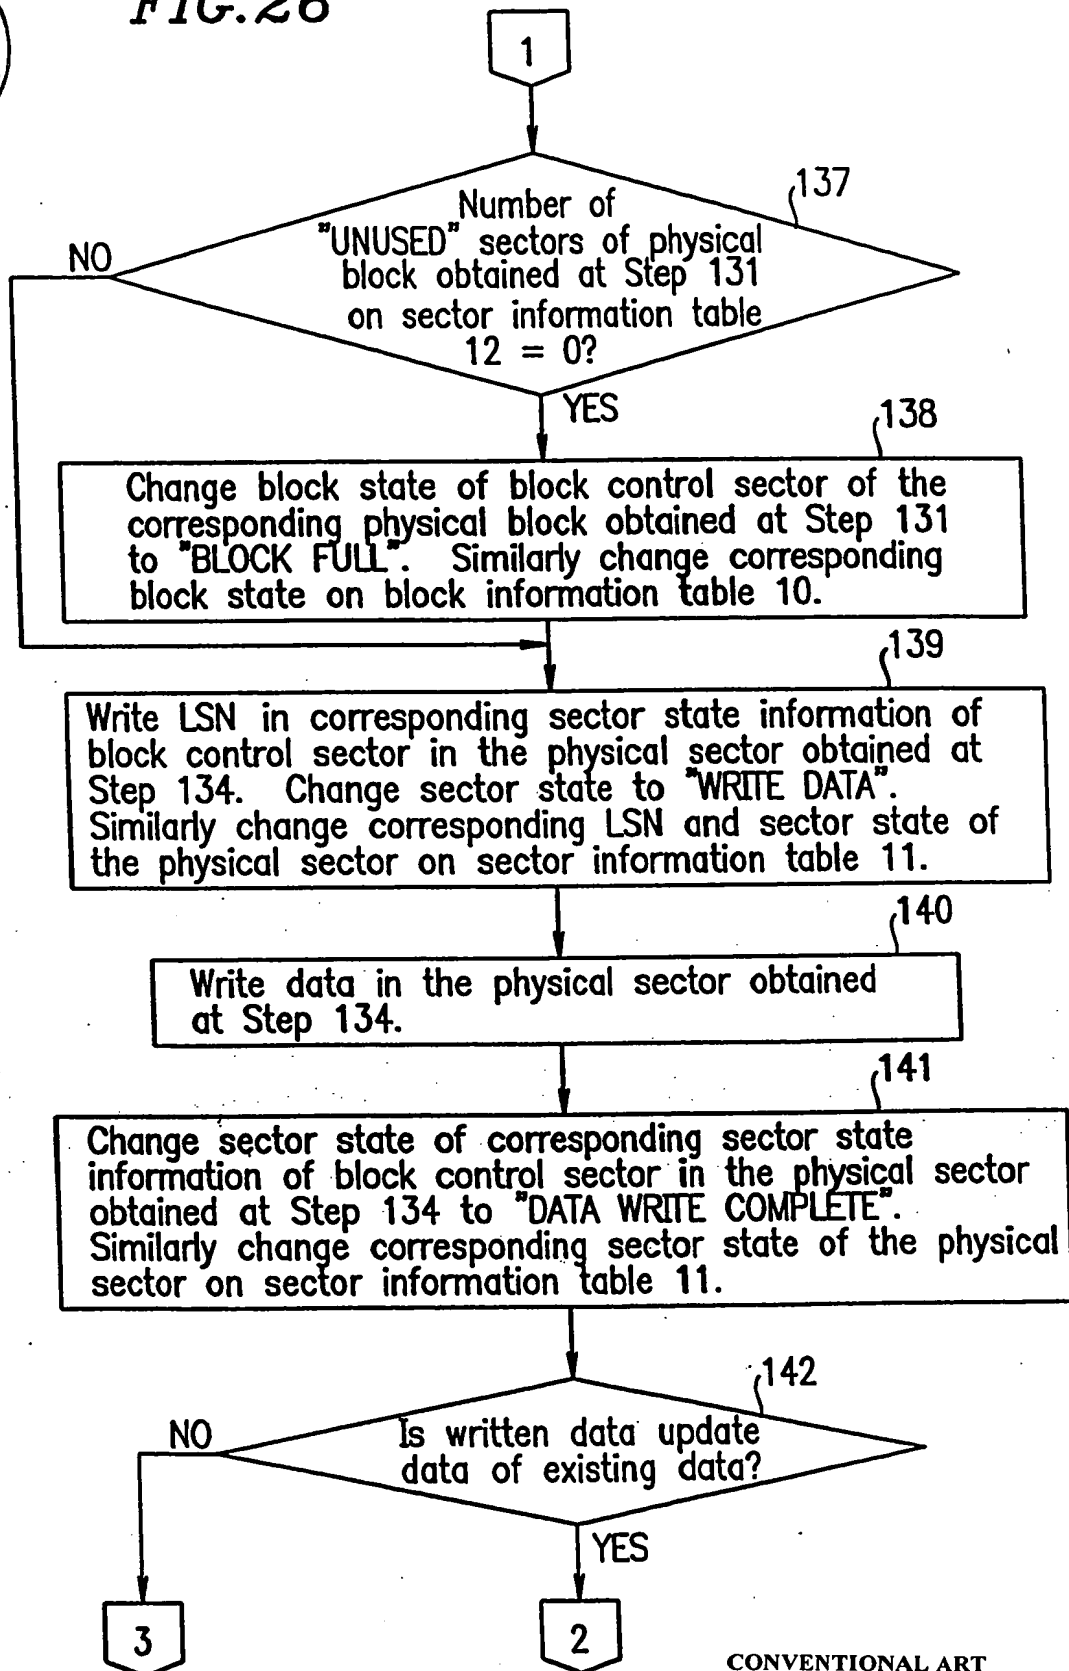 FIG.26
1
137
Number of
"UNUSED" sectors of physical
block obtained at Step 131
on sector information table
12 = 0?
NO
YES
138
Change block state of block control sector of the
corresponding physical block obtained at Step 131
to "BLOCK FULL". Similarly change corresponding
block state on block information table 10.
139
Write LSN in corresponding sector state information of
block control sector in the physical sector obtained at
Step 134. Change sector state to "WRITE DATA".
Similarly change corresponding LSN and sector state of
the physical sector on sector information table 11.
140
Write data in the physical sector obtained
at Step 134.
141
Change sector state of corresponding sector state
information of block control sector in the physical sector
obtained at Step 134 to "DATA WRITE COMPLETE".
Similarly change corresponding sector state of the physical
sector on sector information table 11.
142
Is written data update
data of existing data?
NO
YES
3
2
CONVENTIONAL ART